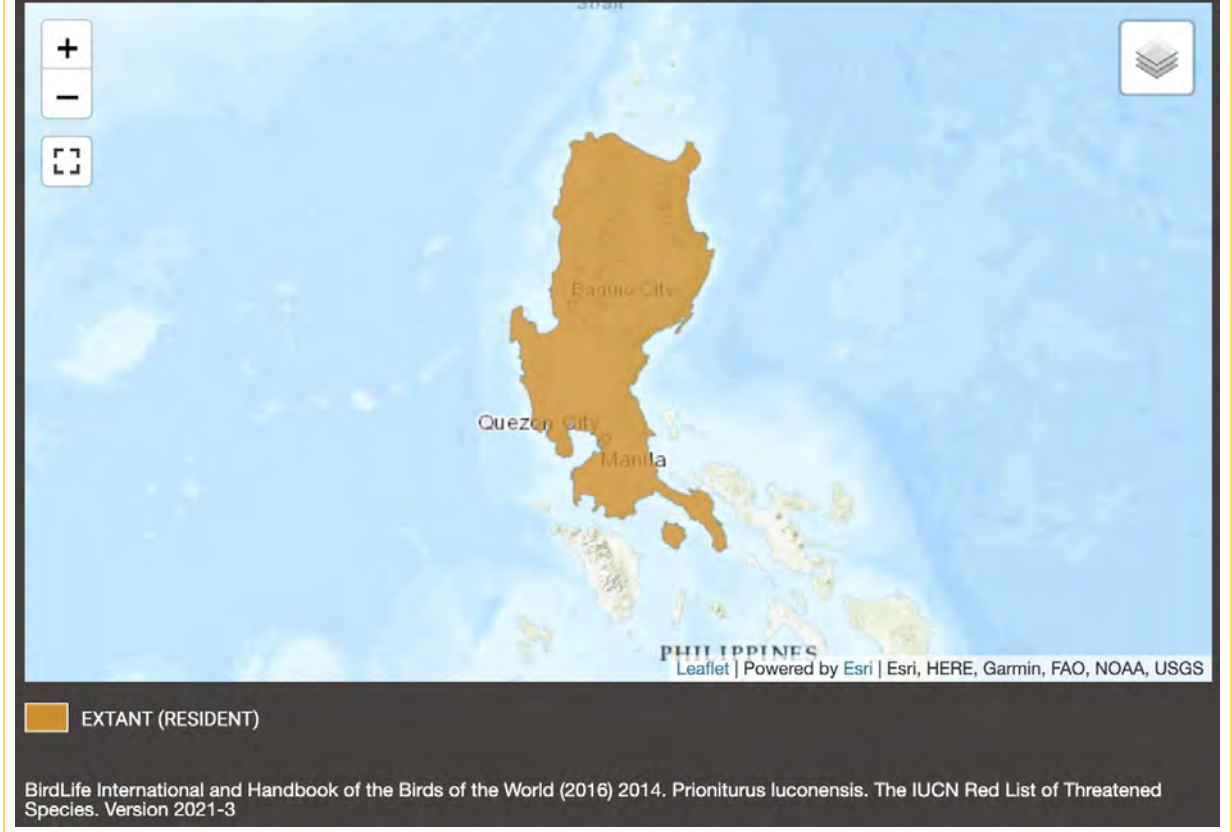 Strait
+
−
Baguio City
Quezon City
Manila
PHILIPPINES
Leaflet | Powered by Esri | Esri, HERE, Garmin, FAO, NOAA, USGS
EXTANT (RESIDENT)
BirdLife International and Handbook of the Birds of the World (2016) 2014. Prioniturus luconensis. The IUCN Red List of Threatened
Species. Version 2021-3